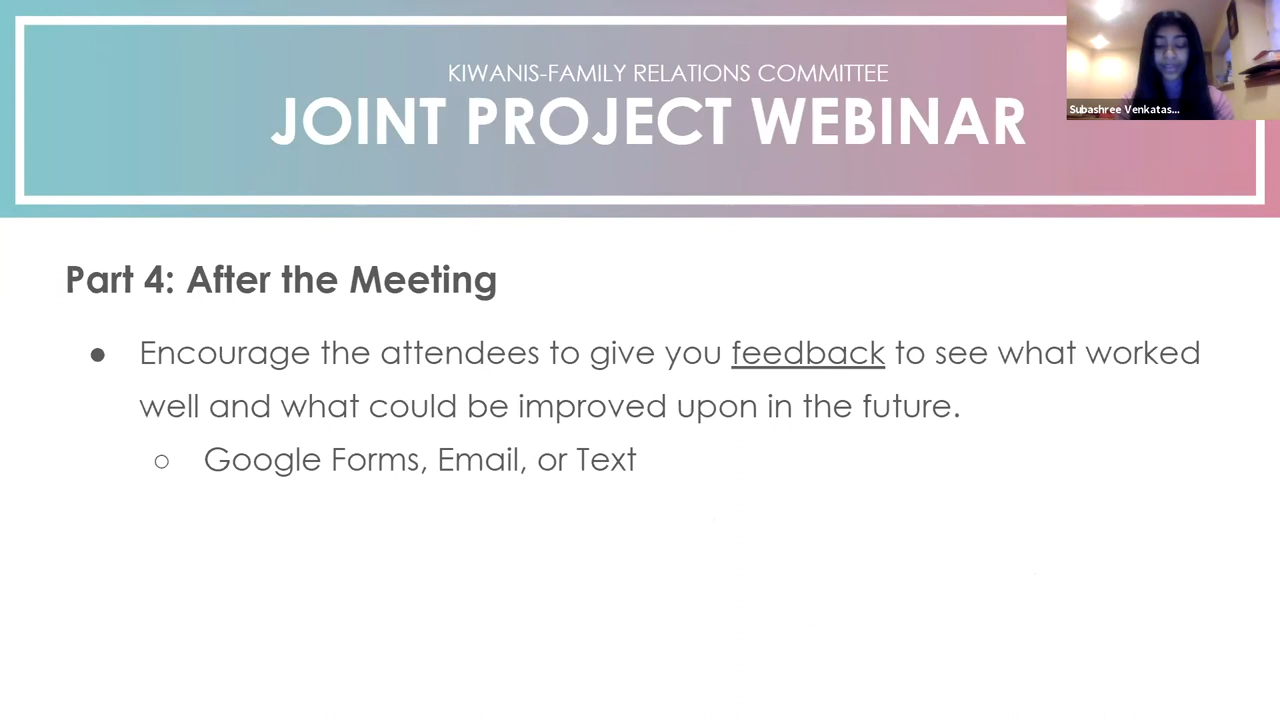 KIWANIS-FAMILY RELATIONS COMMITTEE
JOINT PROJECT WEBINAR
Subashree Venkatas...
Part 4: After the Meeting
● Encourage the attendees to give you feedback to see what worked
well and what could be improved upon in the future.
○ Google Forms, Email, or Text